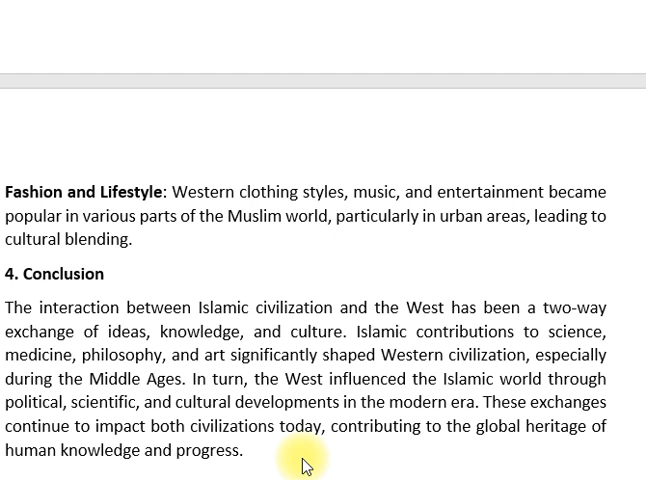 Fashion and Lifestyle: Western clothing styles, music, and entertainment became
popular in various parts of the Muslim world, particularly in urban areas, leading to
cultural blending.
4. Conclusion
The interaction between Islamic civilization and the West has been a two-way
exchange of ideas, knowledge, and culture. Islamic contributions to science,
medicine, philosophy, and art significantly shaped Western civilization, especially
during the Middle Ages. In turn, the West influenced the Islamic world through
political, scientific, and cultural developments in the modern era. These exchanges
continue to impact both civilizations today, contributing to the global heritage of
human knowledge and progress.